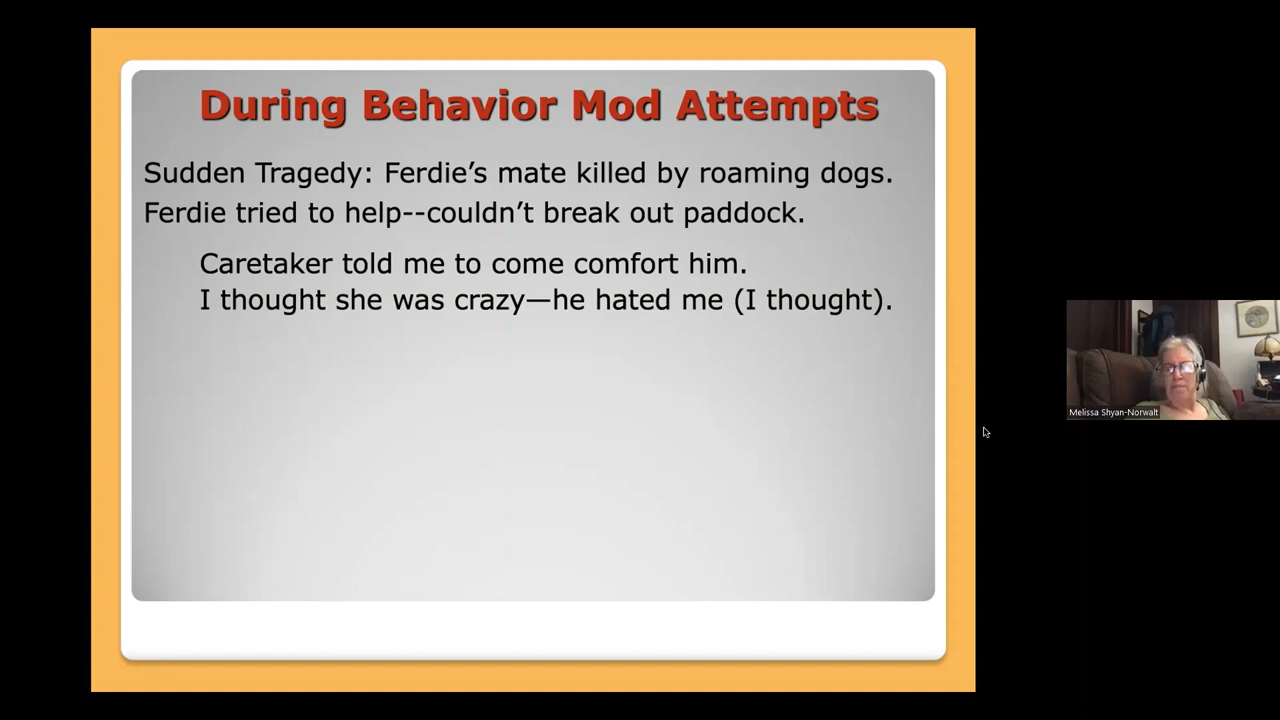 During Behavior Mod Attempts
Sudden Tragedy: Ferdie’s mate killed by roaming dogs.
Ferdie tried to help--couldn’t break out paddock.
Caretaker told me to come comfort him.
I thought she was crazy—he hated me (I thought).
Melissa Shyan-Norwalt